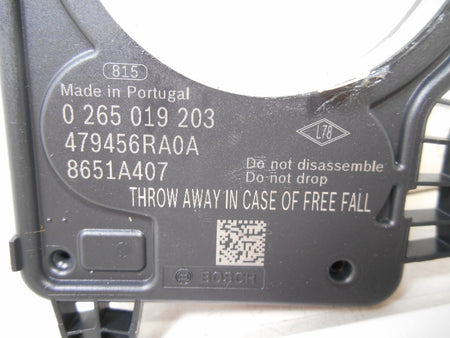 815
Made in Portugal
0 265 019 203
L78
479456RA0A
Do not disassemble
8651A407
Do not drop
THROW AWAY IN CASE OF FREE FALL
BOSCH